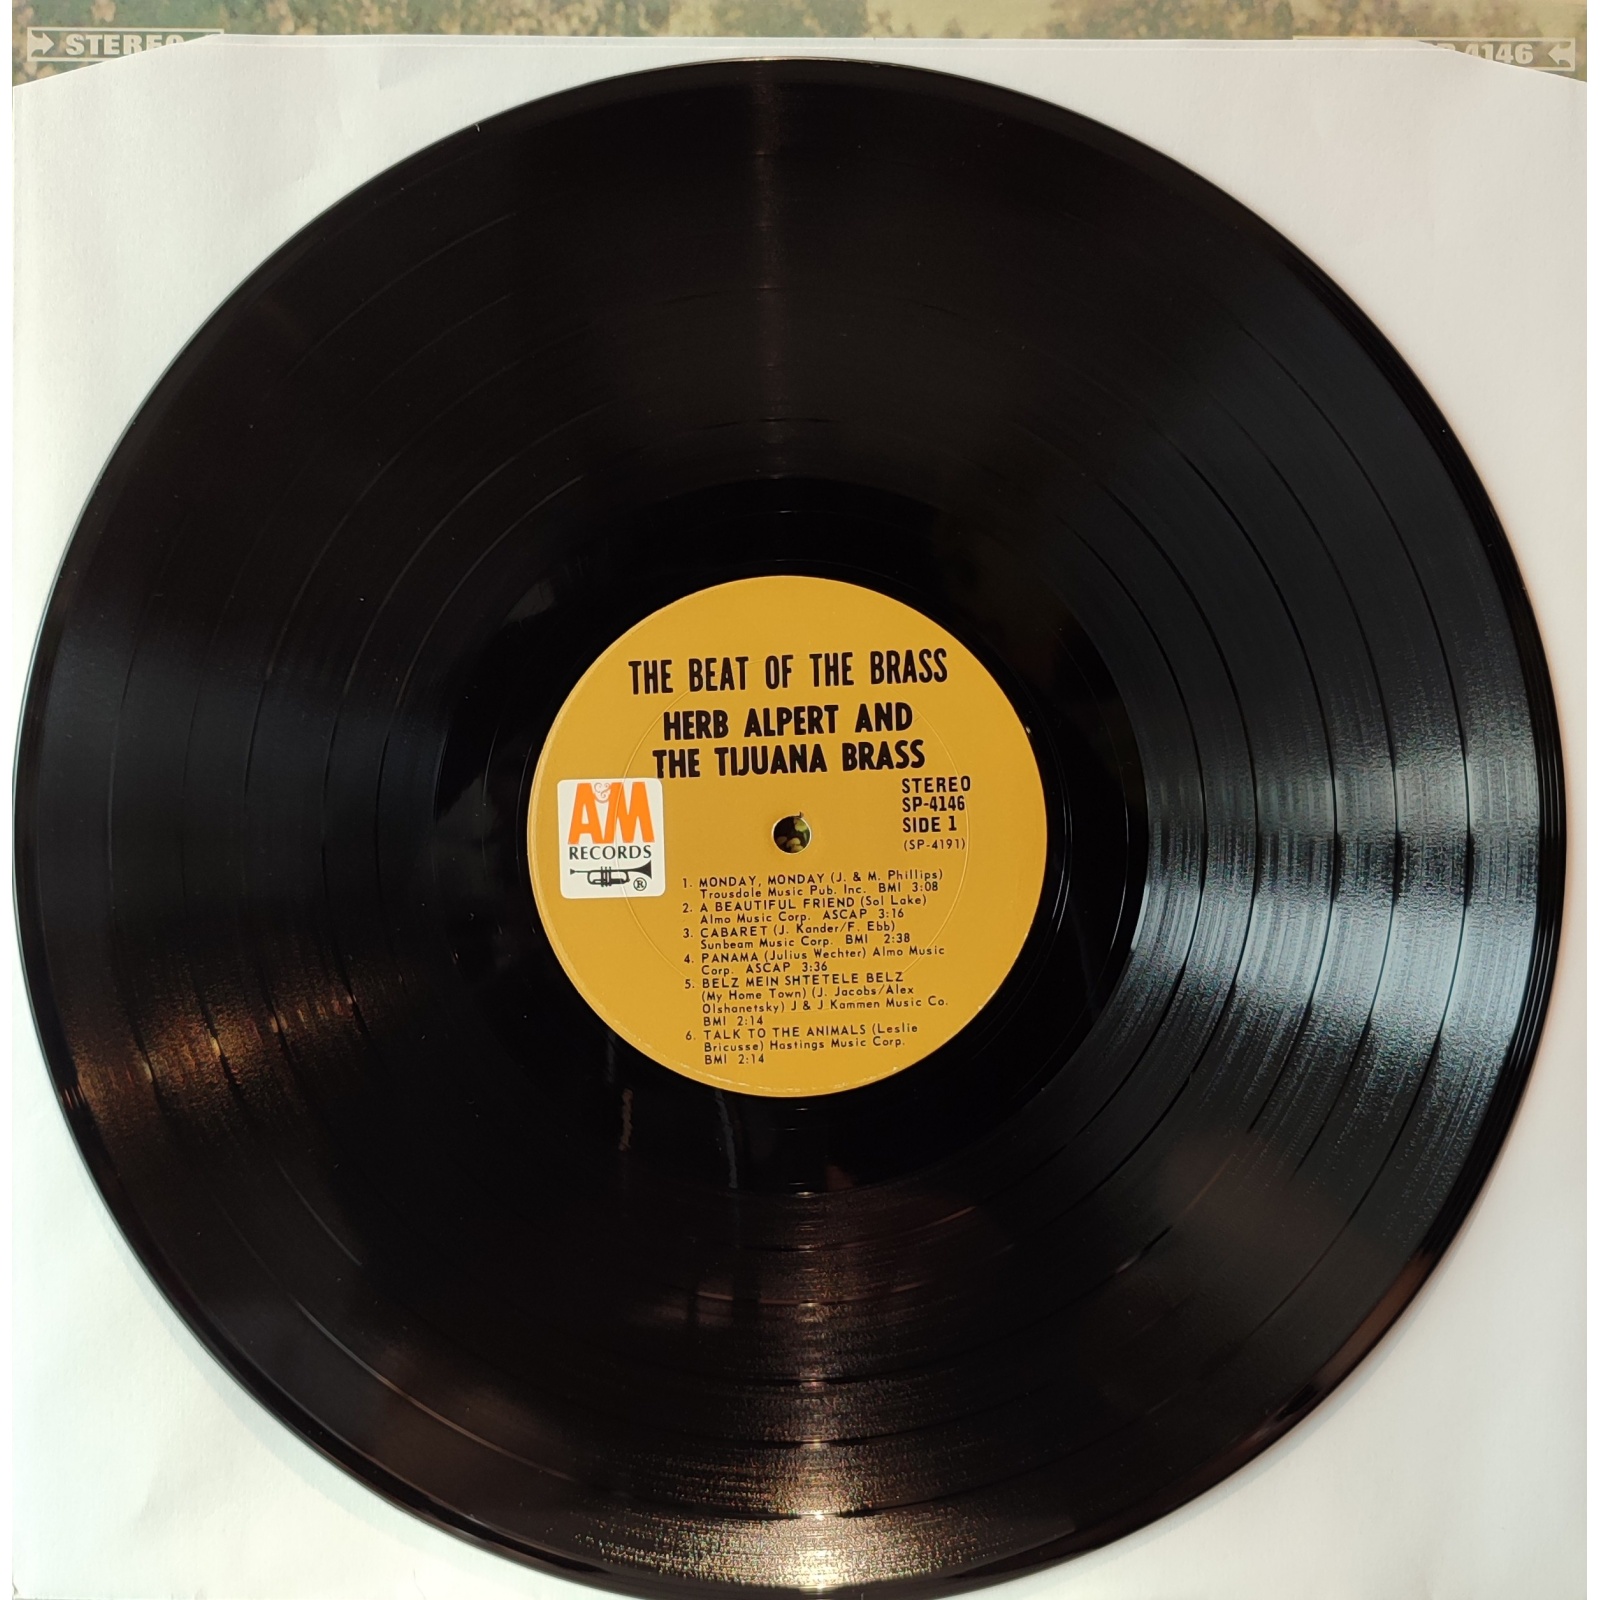 STEREO
4146
THE BEAT OF THE BRASS
HERB ALPERT AND
THE TIJUANA BRASS
STEREO
SP-4146
SIDE 1
(SP-4191)
A&M
RECORDS
®
1. MONDAY, MONDAY (J. & M. Phillips)
Trousdale Music Pub. Inc. BMI 3:08
2. A BEAUTIFUL FRIEND (Sol Lake)
Almo Music Corp. ASCAP 3:16
3. CABARET (J. Kander/F. Ebb)
Sunbeam Music Corp. BMI 2:38
4. PANAMA (Julius Wechter) Almo Music
Corp. ASCAP 3:36
5. BELZ MEIN SHTETELE BELZ
(My Home Town) (J. Jacobs/Alex
Olshanetsky) J & J Kammen Music Co.
BMI 2:14
6. TALK TO THE ANIMALS (Leslie
Bricusse) Hastings Music Corp.
BMI 2:14